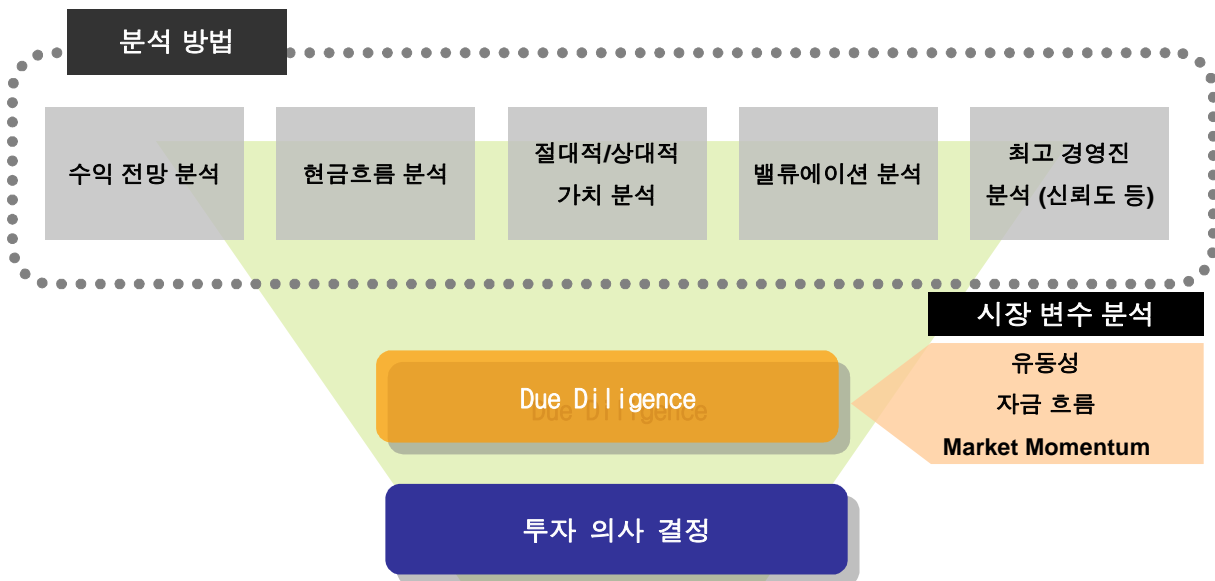 분석 방법
수익 전망 분석
현금흐름 분석
절대적/상대적
가치 분석
밸류에이션 분석
최고 경영진
분석 (신뢰도 등)
시장 변수 분석
유동성
자금 흐름
Market Momentum
Due Diligence
투자 의사 결정